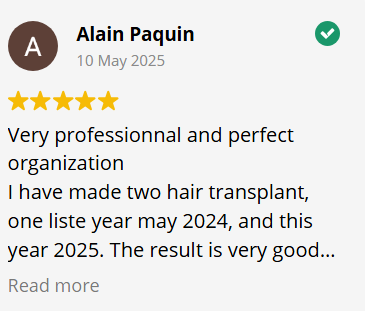 A
Alain Paquin
10 May 2025
Very professionnal and perfect
organization
I have made two hair transplant,
one liste year may 2024, and this
year 2025. The result is very good...
Read more